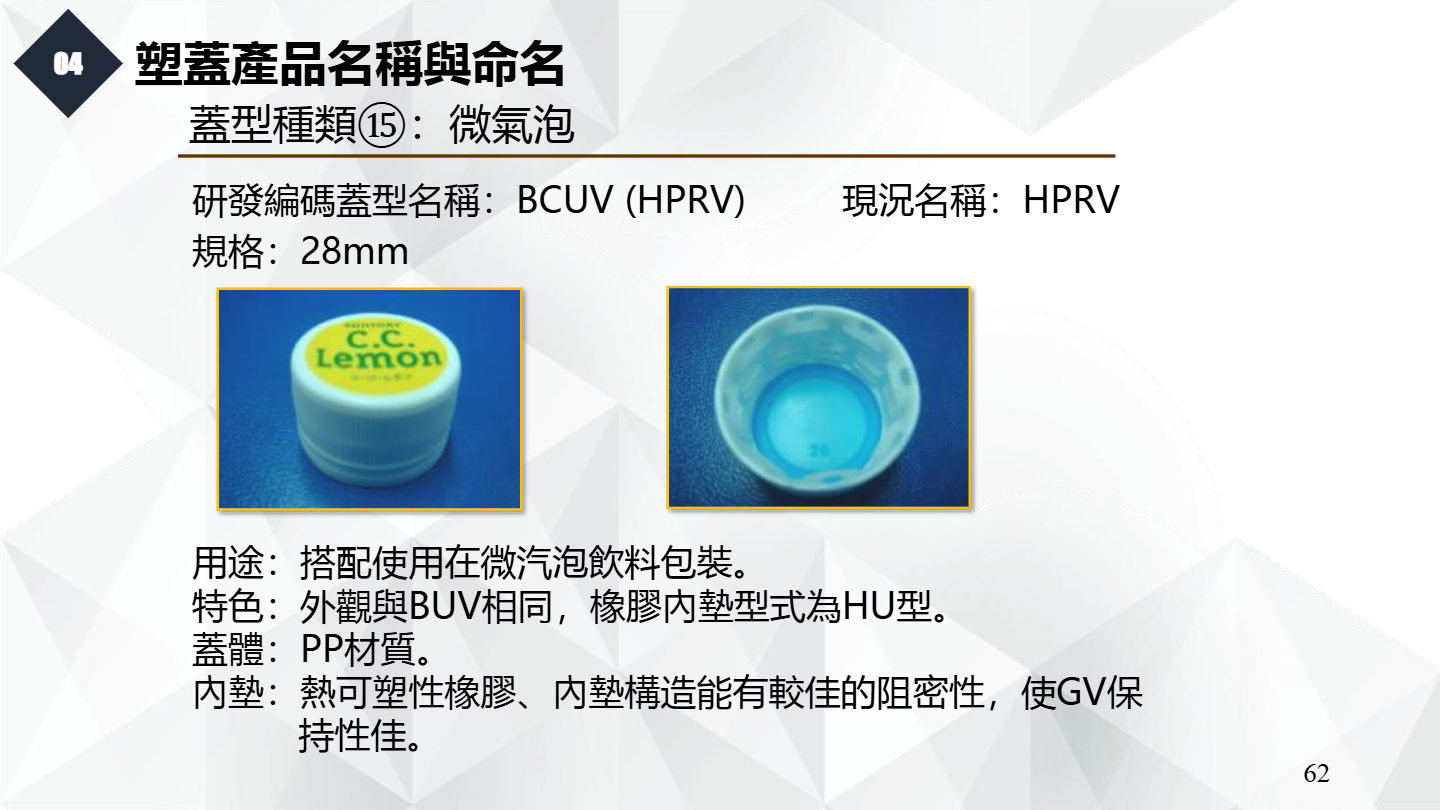 04
塑蓋產品名稱與命名
蓋型種類⑮：微氣泡
研發編碼蓋型名稱：BCUV (HPRV) 現況名稱：HPRV
規格：28mm
SUNTORY
C.C.
Lemon
シーシーレモン
26
用途：搭配使用在微汽泡飲料包裝。
特色：外觀與BUV相同，橡膠內墊型式為HU型。
蓋體：PP材質。
內墊：熱可塑性橡膠、內墊構造能有較佳的阻密性，使GV保
持性佳。
62